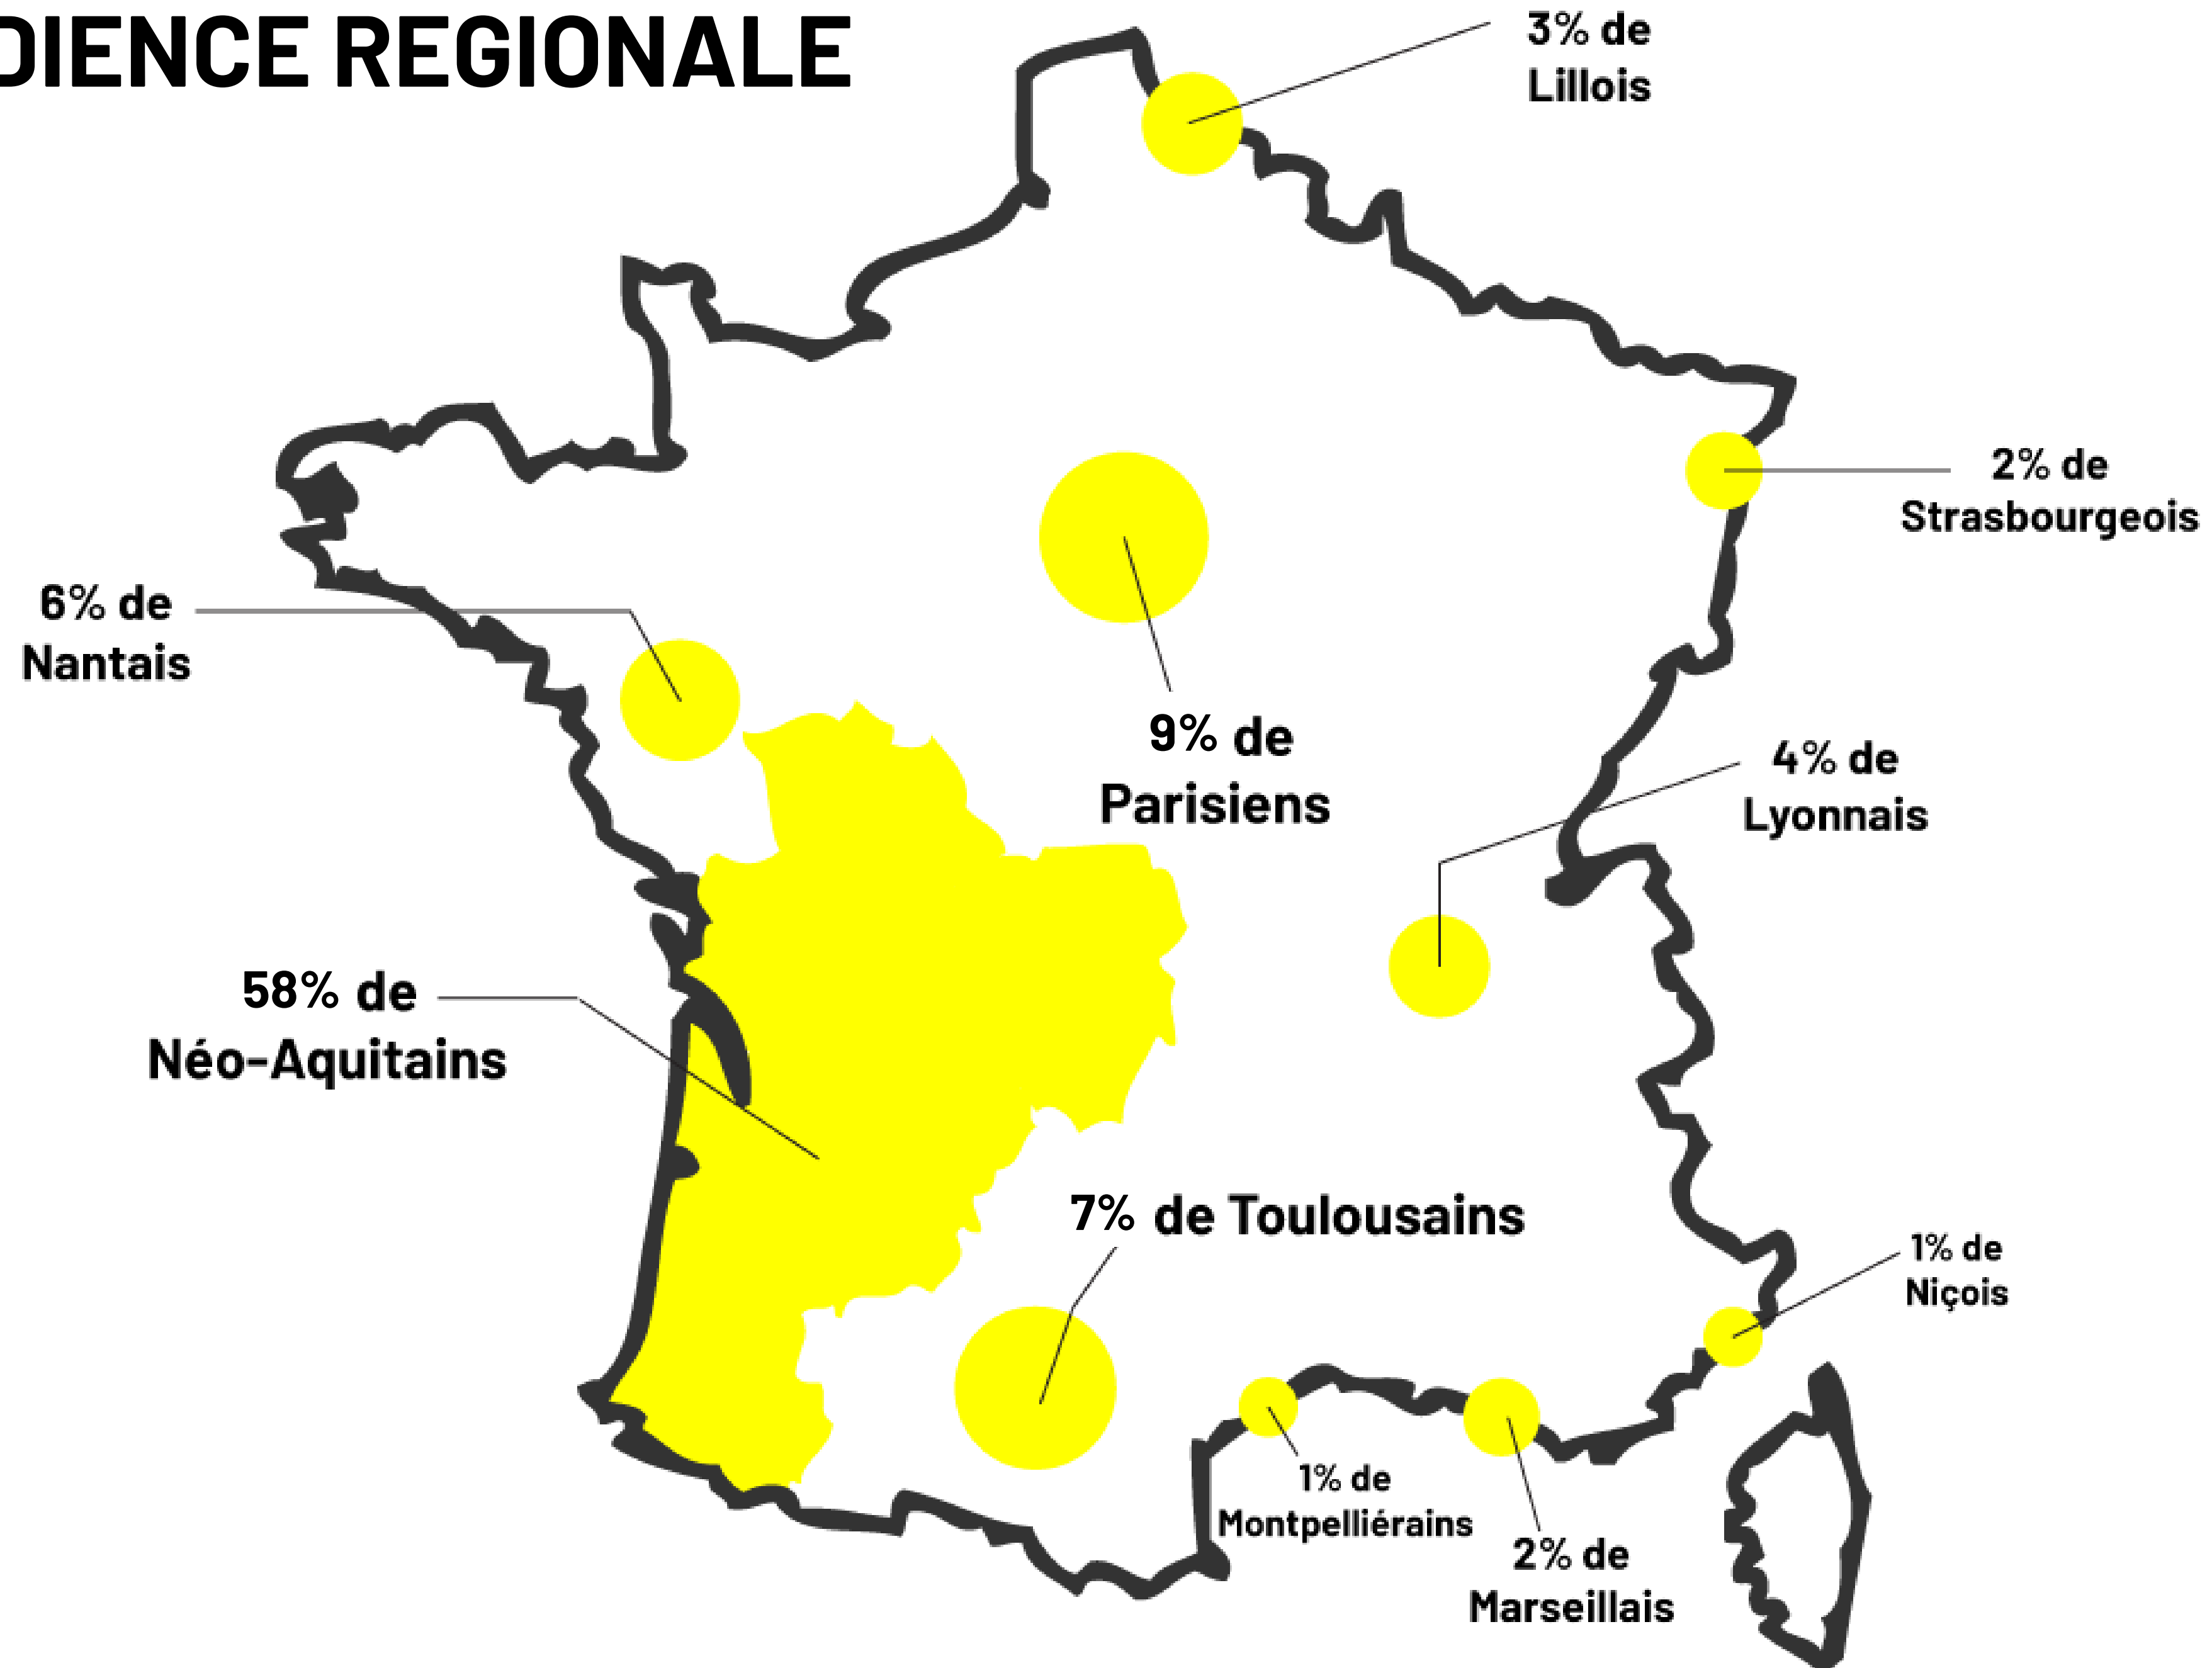 DIENCE REGIONALE
3% de
Lillois
2% de
Strasbourgeois
6% de
Nantais
9% de
Parisiens
4% de
Lyonnais
58% de
Néo-Aquitains
7% de Toulousains
1% de
Niçois
1% de
Montpelliérains
2% de
Marseillais